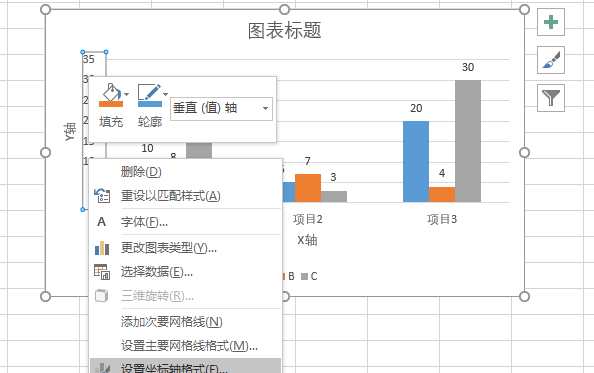 图表标题
35
30
20
填充
轮廓
垂直 (值) 轴
Y轴
15
10
10
8
7
3
20
4
30
项目2
项目3
X轴
B
C
删除(D)
重设以匹配样式(A)
字体(F)...
更改图表类型(Y)...
选择数据(E)...
三维旋转(R)...
添加次要网格线(N)
设置主要网格线格式(M)...
设置坐标轴格式(F)...